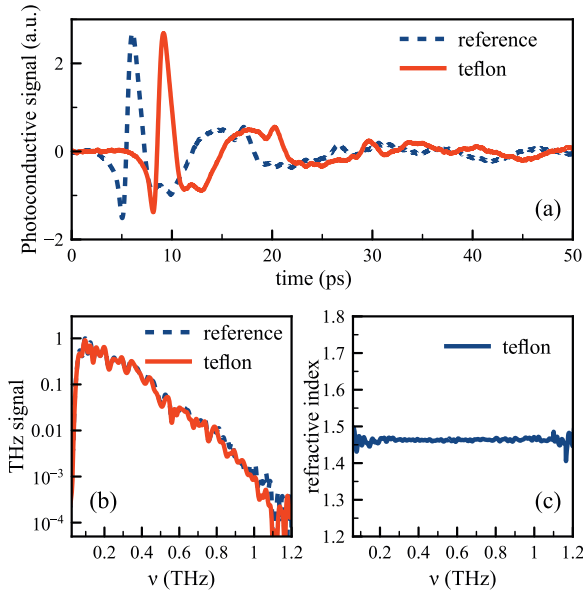 Photoconductive signal (a.u.)
2
0
−2
reference
teflon
(a)
0
10
20
30
40
50
time (ps)
THz signal
1
0.1
0.01
10⁻³
10⁻⁴
reference
teflon
(b)
0.2
0.4
0.6
0.8
1
1.2
ν (THz)
refractive index
1.8
1.7
1.6
1.5
1.4
1.3
1.2
teflon
(c)
0.2
0.4
0.6
0.8
1
1.2
ν (THz)